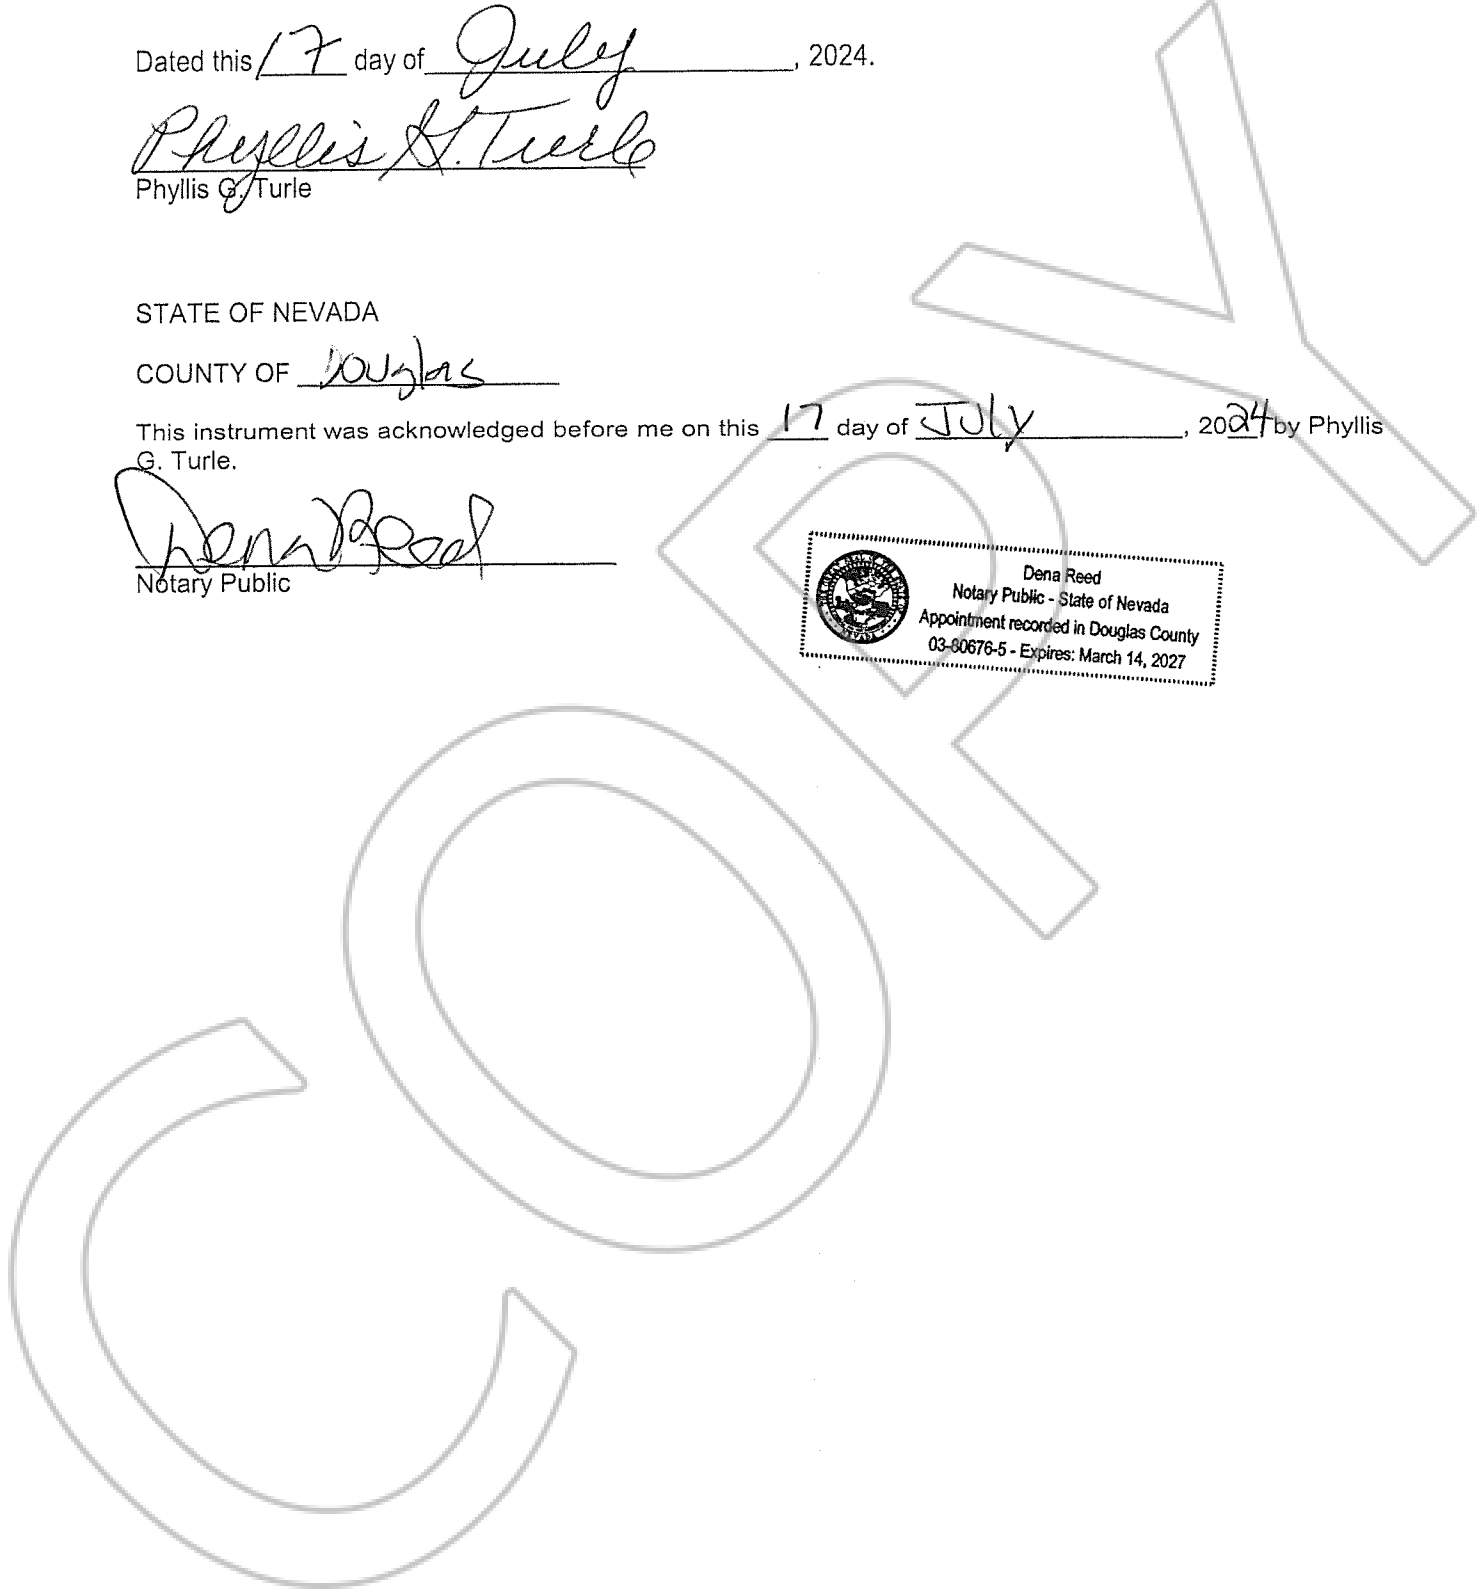 Dated this 17 day of July, 2024.
Phyllis G. Turle
Phyllis G. Turle
STATE OF NEVADA
COUNTY OF Douglas
This instrument was acknowledged before me on this 17 day of July, 2024 by Phyllis
G. Turle.
Dena Reed
Notary Public
Dena Reed
Notary Public - State of Nevada
Appointment recorded in Douglas County
03-80676-5 - Expires: March 14, 2027
COPY